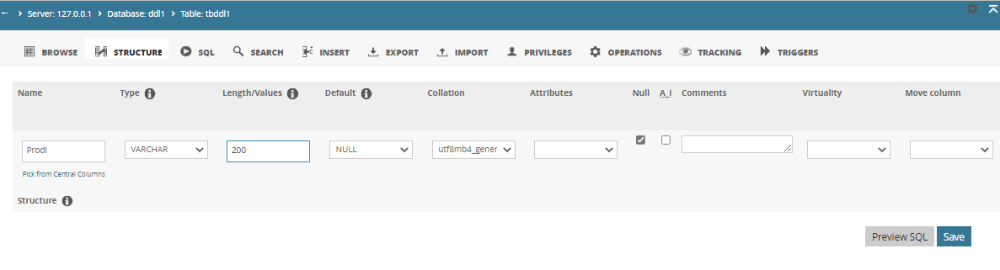 ← Server: 127.0.0.1 › Database: ddl1 › Table: tbddl1
BROWSE STRUCTURE SQL SEARCH INSERT EXPORT IMPORT PRIVILEGES OPERATIONS TRACKING TRIGGERS
Name Type Length/Values Default Collation Attributes Null A_I Comments Virtuality Move column
Prodi VARCHAR 200 NULL utf8mb4_gener
Pick from Central Columns
Structure
Preview SQL Save